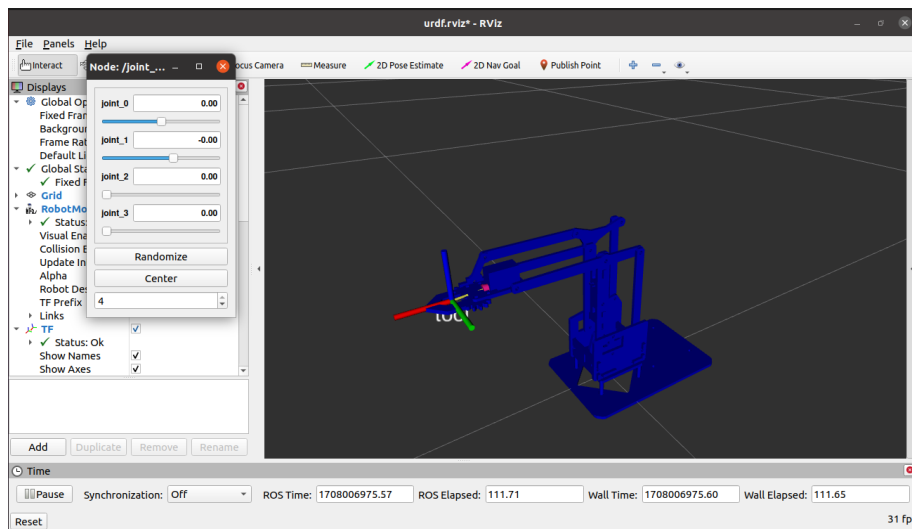 urdf.rviz* - RViz
File Panels Help
Interact
Focus Camera
Measure
2D Pose Estimate
2D Nav Goal
Publish Point
Node: /joint_...
Displays
Global Op
Fixed Fran
Backgroun
Frame Rat
Default Li
Global Sta
Fixed F
Grid
RobotMo
Status:
Visual Ena
Collision E
Update In
Alpha
Robot Des
TF Prefix
Links
TF
Status: Ok
Show Names
Show Axes
joint_0 0.00
joint_1 -0.00
joint_2 0.00
joint_3 0.00
Randomize
Center
4
tool
Add Duplicate Remove Rename
Time
Pause Synchronization: Off ROS Time: 1708006975.57 ROS Elapsed: 111.71 Wall Time: 1708006975.60 Wall Elapsed: 111.65
Reset 31 fp